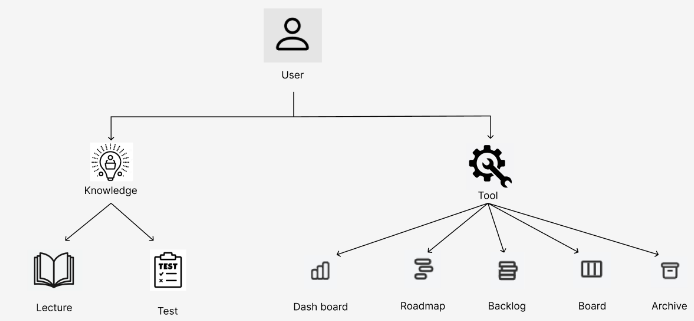 User
Knowledge
Tool
TEST
Lecture
Test
Dash board
Roadmap
Backlog
Board
Archive